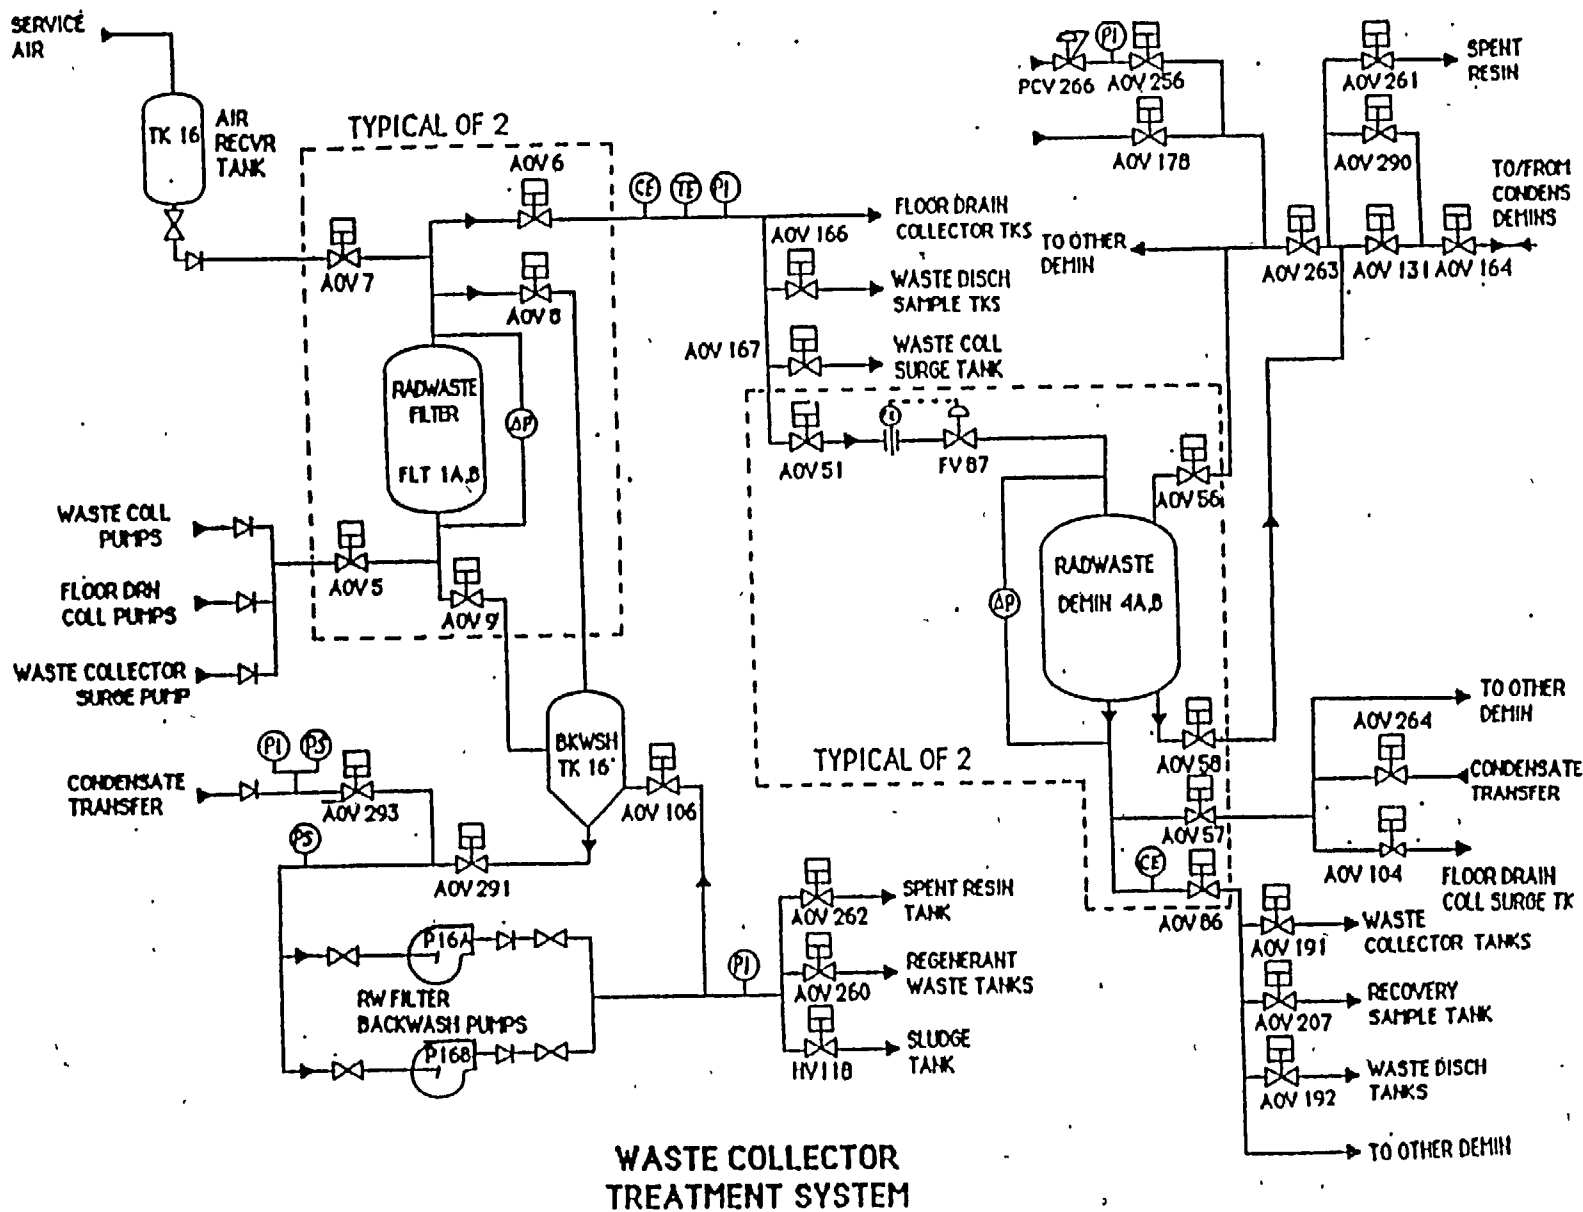 SERVICE
AIR
TK 16
AIR
RECVR
TANK
TYPICAL OF 2
AOV 6
AOV 7
AOV 8
CE
TE
PI
RADWASTE
FILTER
FLT 1A,B
ΔP
WASTE COLL
PUMPS
FLOOR DRN
COLL PUMPS
WASTE COLLECTOR
SURGE PUMP
AOV 5
AOV 9
BKWSH
TK 16
AOV 106
PI
PS
CONDENSATE
TRANSFER
AOV 293
PS
AOV 291
P16A
RW FILTER
BACKWASH PUMPS
P16B
PI
AOV 262
SPENT RESIN
TANK
AOV 260
REGENERANT
WASTE TANKS
HV118
SLUDGE
TANK
AOV 166
FLOOR DRAIN
COLLECTOR TKS
WASTE DISCH
SAMPLE TKS
AOV 167
WASTE COLL
SURGE TANK
AOV 51
FV 87
PCV 266
PI
AOV 256
AOV 178
AOV 261
SPENT
RESIN
AOV 290
TO/FROM
CONDENS
DEMINS
TO OTHER
DEMIN
AOV 263
AOV 131
AOV 164
AOV 56
RADWASTE
DEMIN 4A,B
ΔP
TYPICAL OF 2
AOV 58
AOV 57
CE
AOV 86
TO OTHER
DEMIN
AOV 264
CONDENSATE
TRANSFER
AOV 104
FLOOR DRAIN
COLL SURGE TK
AOV 191
WASTE
COLLECTOR TANKS
AOV 207
RECOVERY
SAMPLE TANK
AOV 192
WASTE DISCH
TANKS
TO OTHER DEMIN
WASTE COLLECTOR
TREATMENT SYSTEM